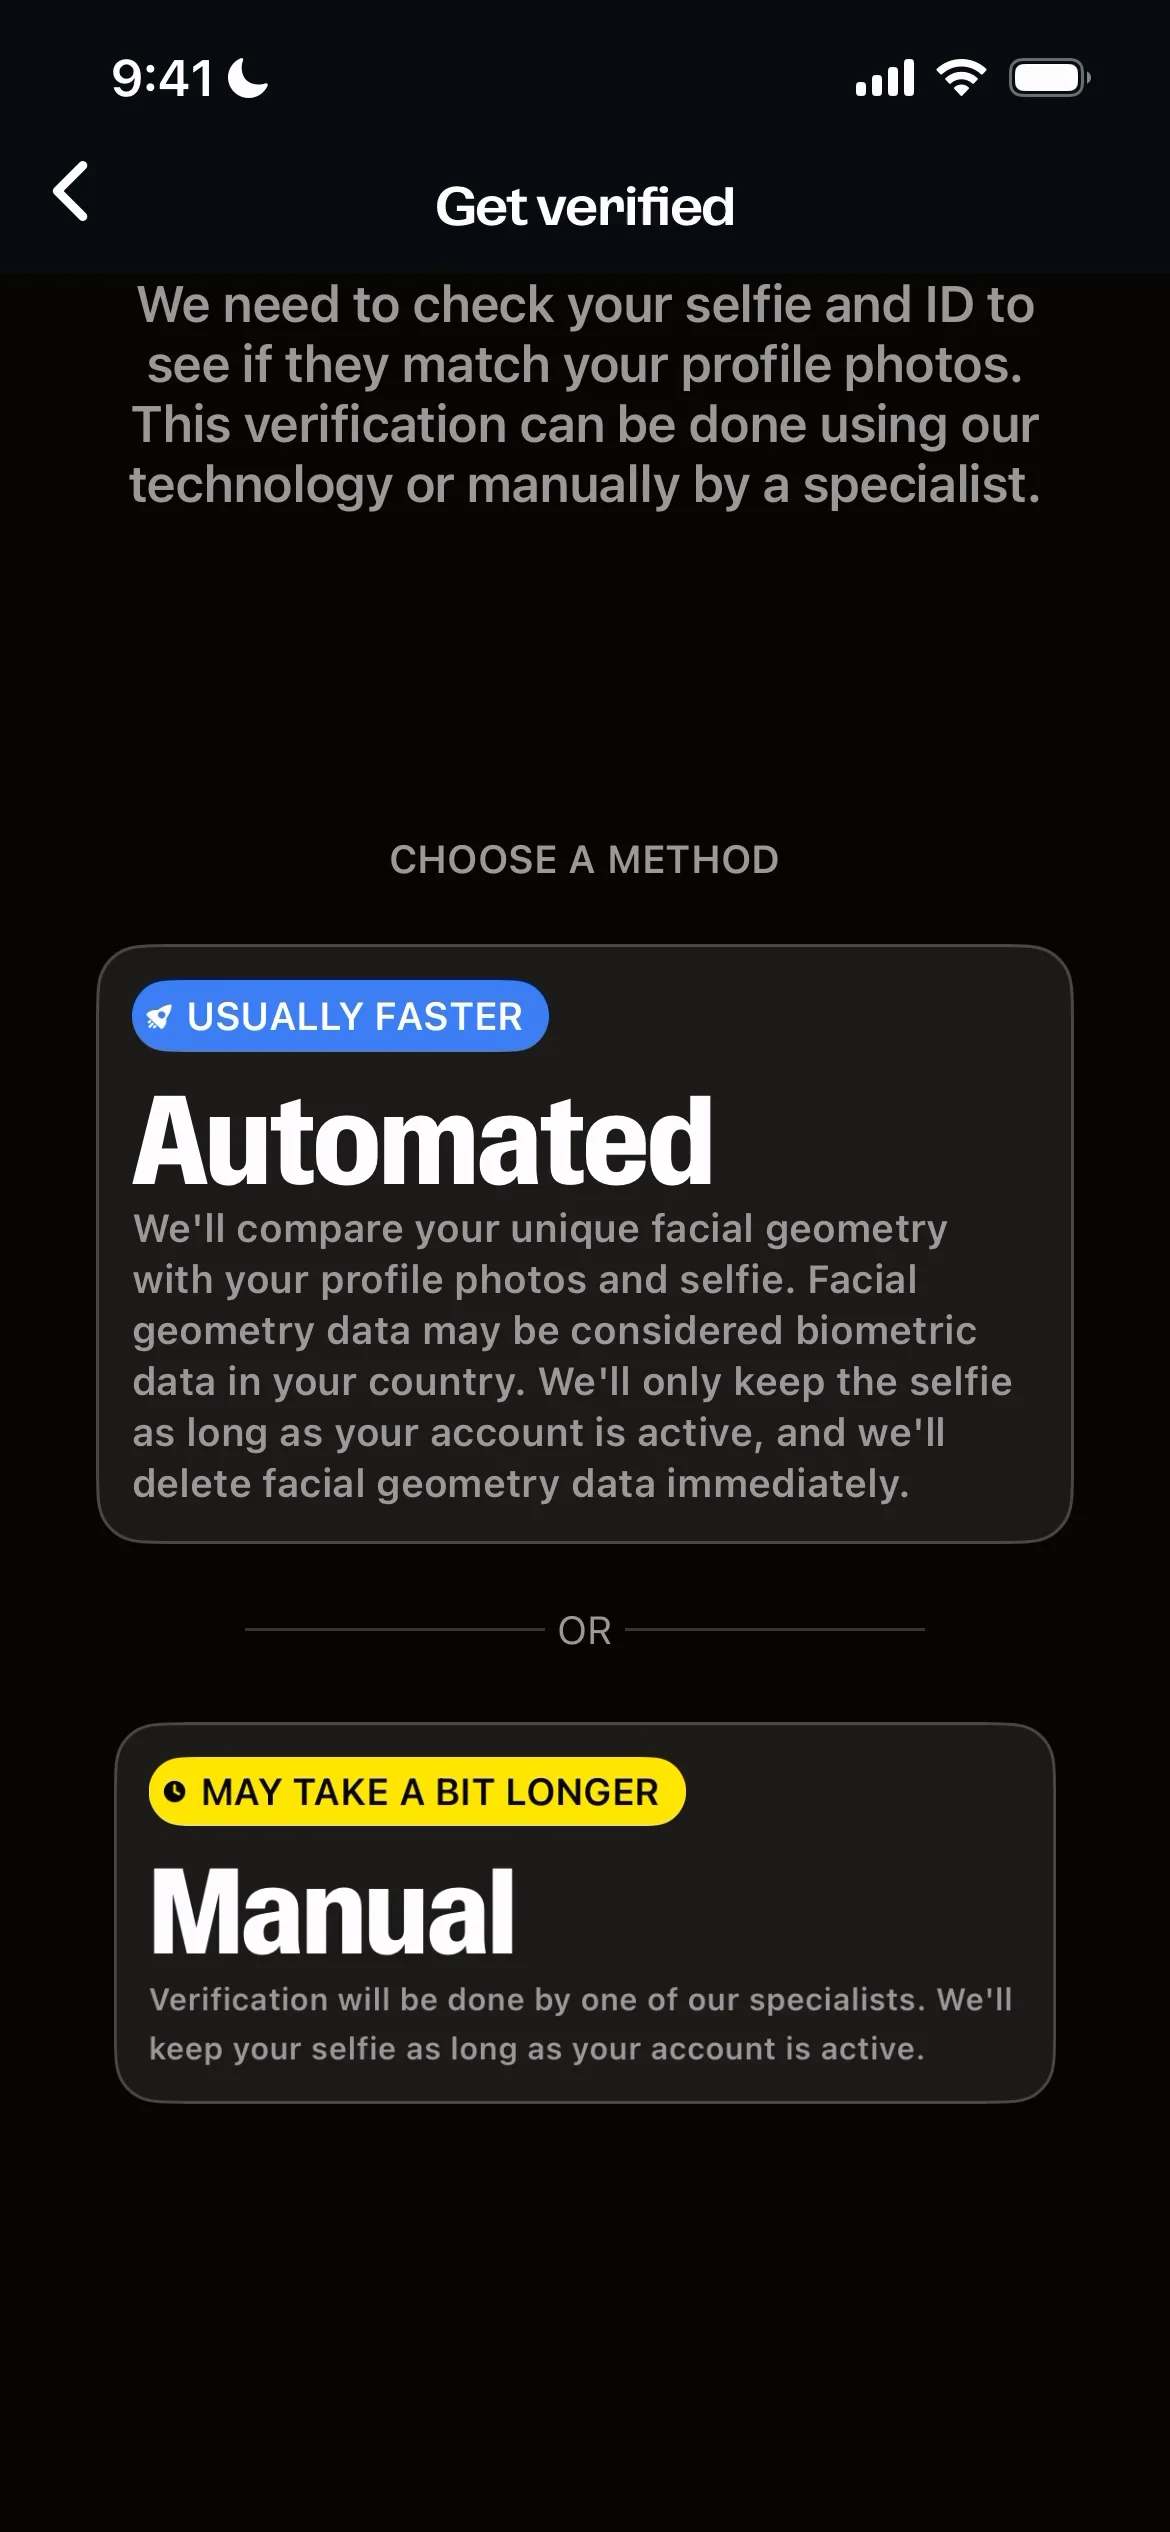 9:41
Get verified
We need to check your selfie and ID to
see if they match your profile photos.
This verification can be done using our
technology or manually by a specialist.
CHOOSE A METHOD
USUALLY FASTER
Automated
We'll compare your unique facial geometry
with your profile photos and selfie. Facial
geometry data may be considered biometric
data in your country. We'll only keep the selfie
as long as your account is active, and we'll
delete facial geometry data immediately.
OR
MAY TAKE A BIT LONGER
Manual
Verification will be done by one of our specialists. We'll
keep your selfie as long as your account is active.